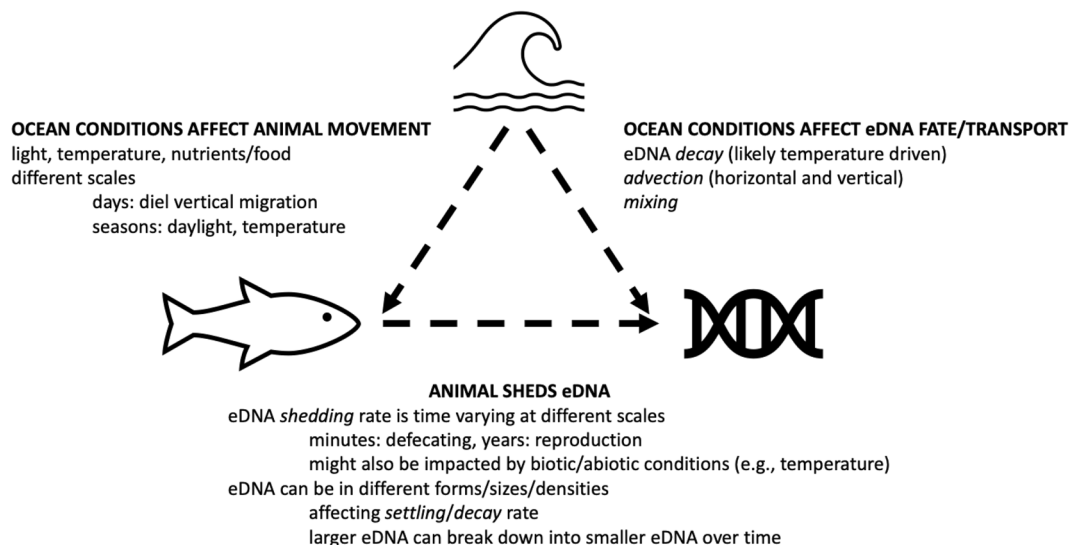 OCEAN CONDITIONS AFFECT ANIMAL MOVEMENT
light, temperature, nutrients/food
different scales
days: diel vertical migration
seasons: daylight, temperature
OCEAN CONDITIONS AFFECT eDNA FATE/TRANSPORT
eDNA decay (likely temperature driven)
advection (horizontal and vertical)
mixing
ANIMAL SHEDS eDNA
eDNA shedding rate is time varying at different scales
minutes: defecating, years: reproduction
might also be impacted by biotic/abiotic conditions (e.g., temperature)
eDNA can be in different forms/sizes/densities
affecting settling/decay rate
larger eDNA can break down into smaller eDNA over time